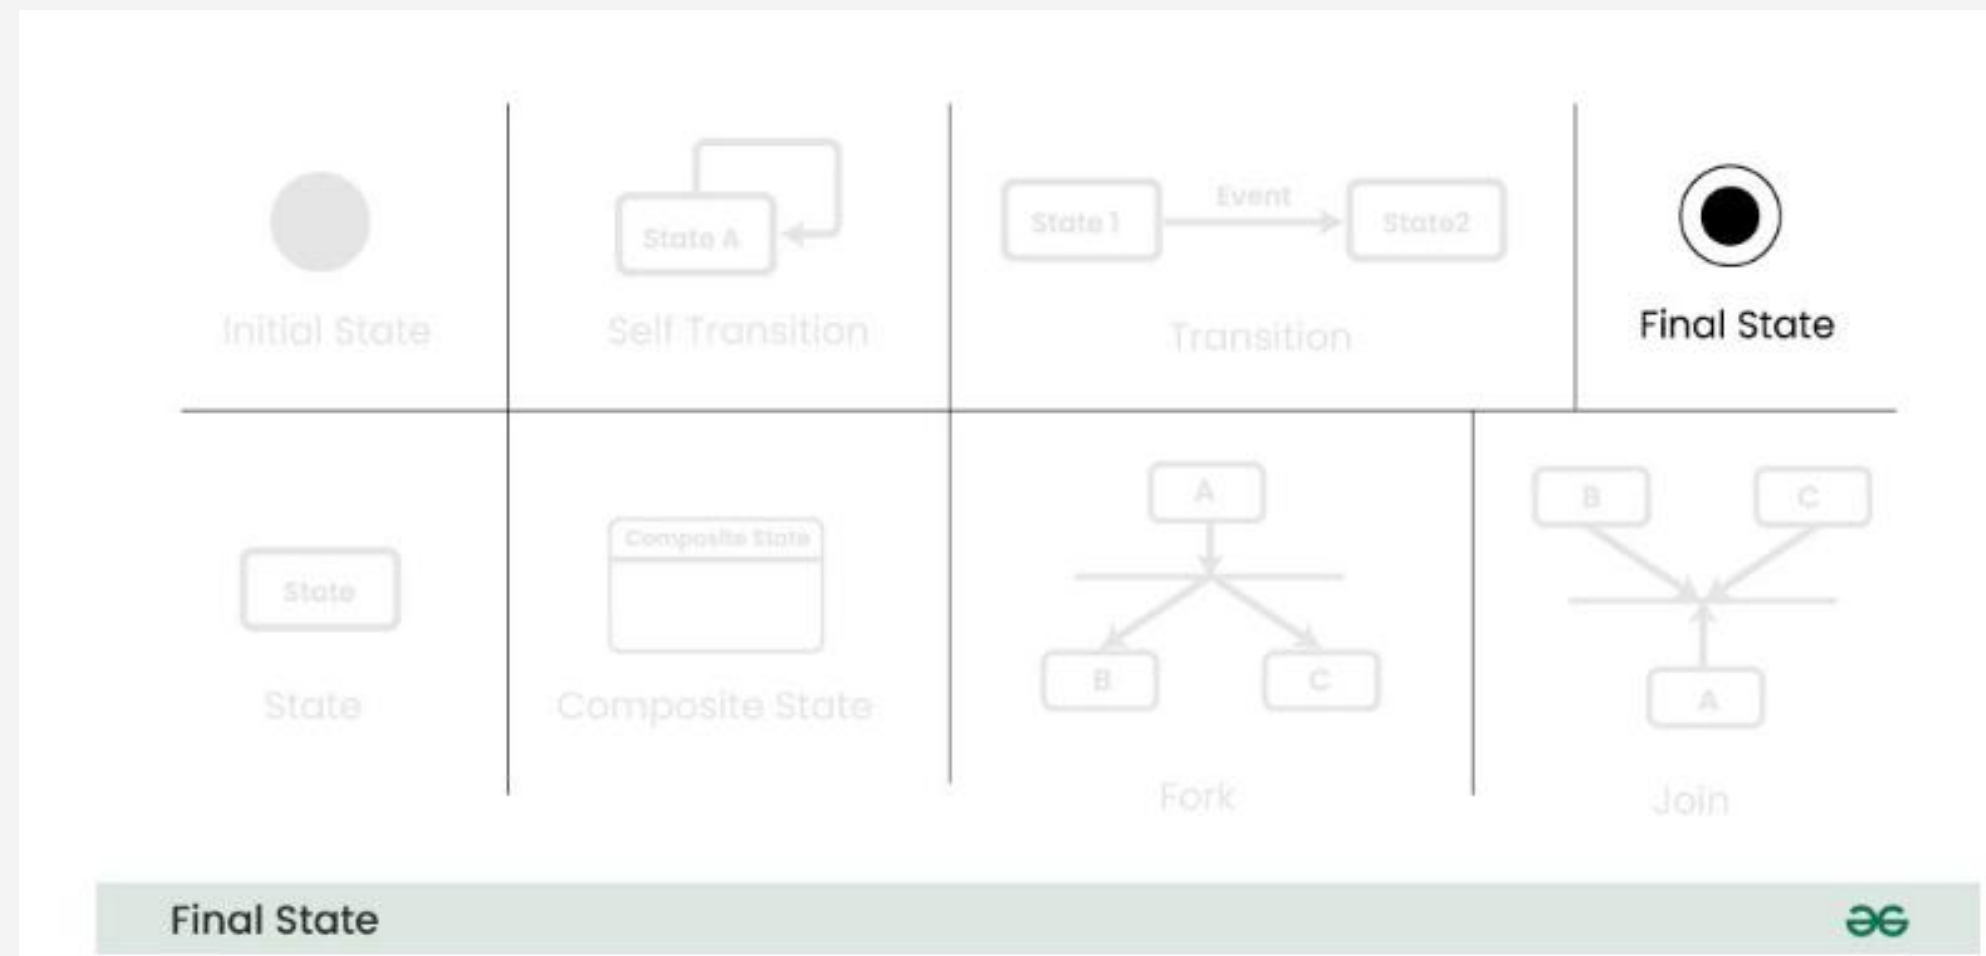 Event
State A
State 1
State2
Initial State
Self Transition
Transition
Final State
A
B
C
Composite State
State
B
C
A
State
Composite State
Fork
Join
Final State